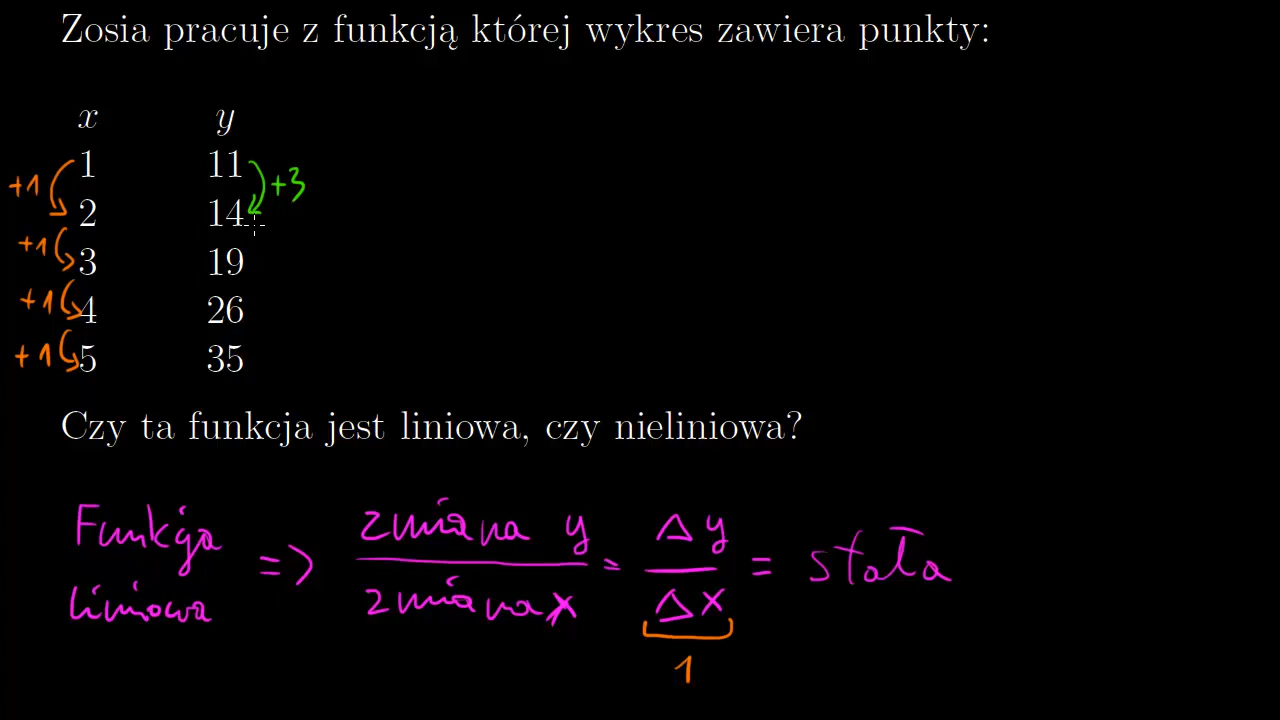 Zosia pracuje z funkcją której wykres zawiera punkty:
x y
1 11
+1 +3
2 14
+1
3 19
+1
4 26
+1
5 35
Czy ta funkcja jest liniowa, czy nieliniowa?
Funkcja liniowa => zmiana y / zmiana x = Δy / Δx = stała
1